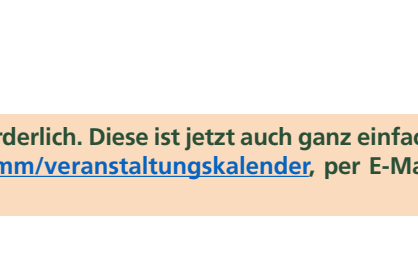 rderlich. Diese ist jetzt auch ganz einfac
mm/veranstaltungskalender, per E-Ma